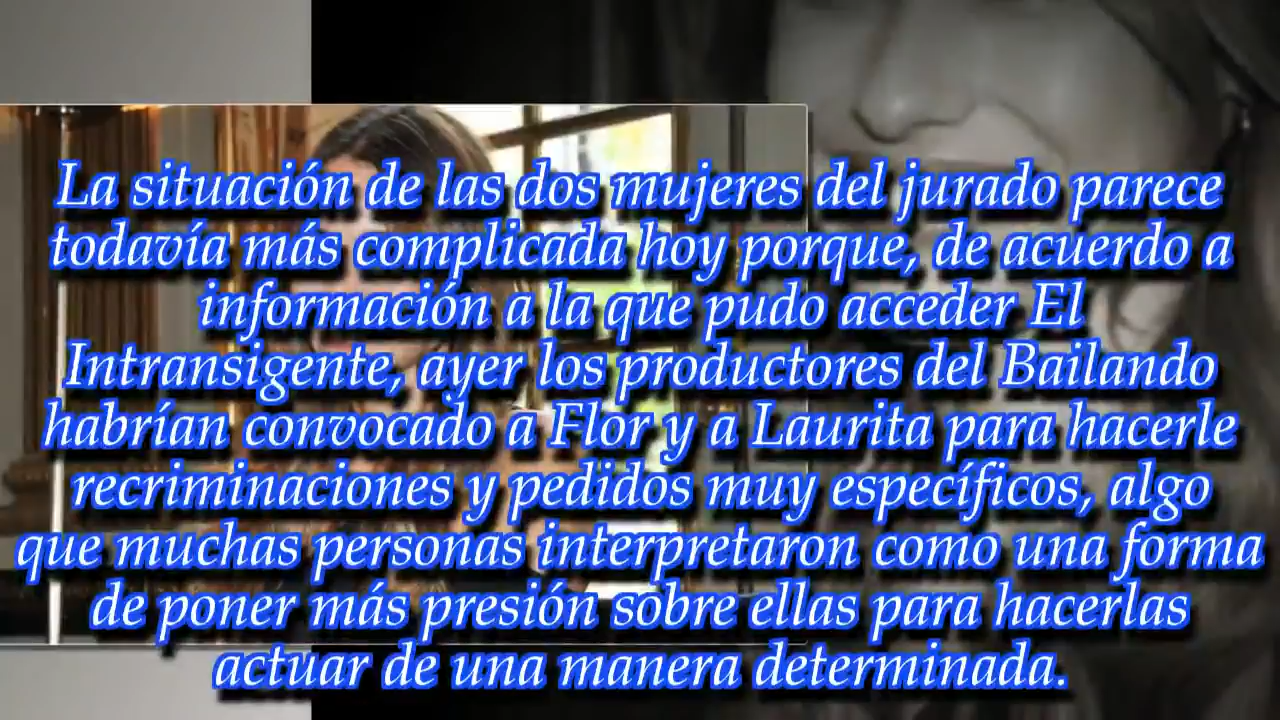 La situación de las dos mujeres del jurado parece
todavía más complicada hoy porque, de acuerdo a
información a la que pudo acceder El
Intransigente, ayer los productores del Bailando
habrían convocado a Flor y a Laurita para hacerle
recriminaciones y pedidos muy específicos, algo
que muchas personas interpretaron como una forma
de poner más presión sobre ellas para hacerlas
actuar de una manera determinada.